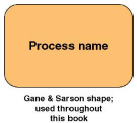 Process name
Gane & Sarson shape;
used throughout
this book